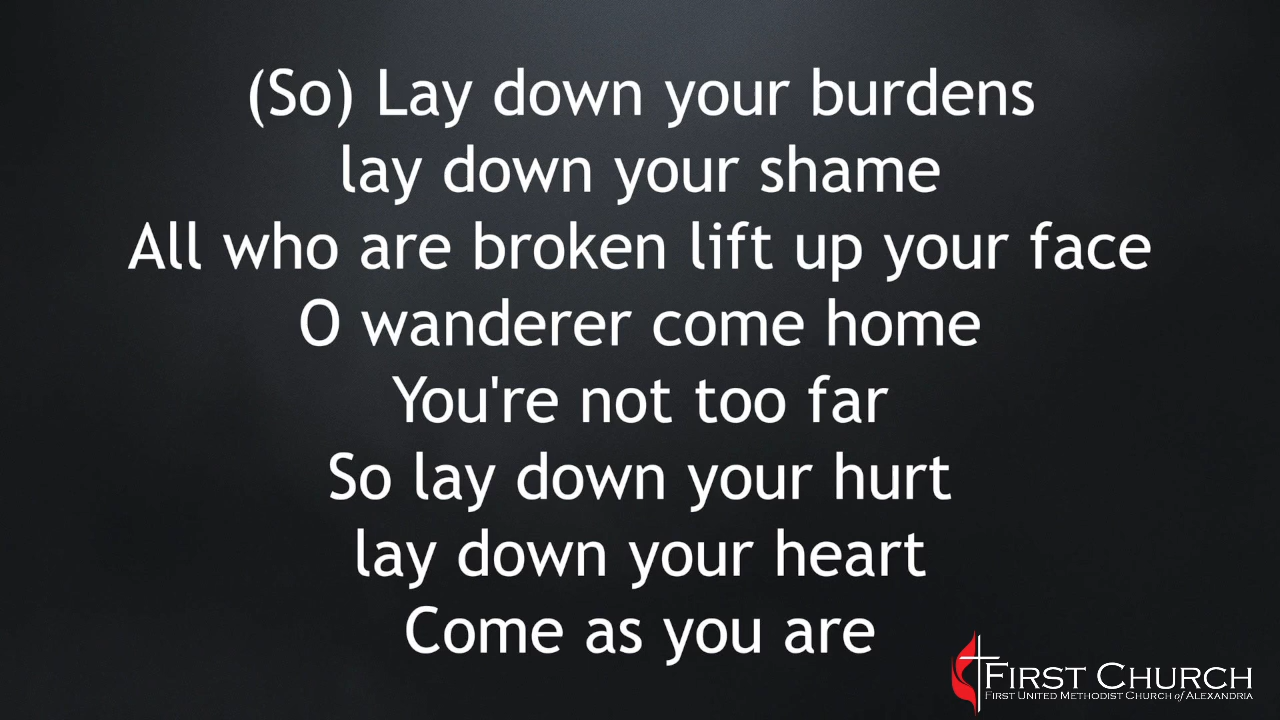 (So) Lay down your burdens
lay down your shame
All who are broken lift up your face
O wanderer come home
You're not too far
So lay down your hurt
lay down your heart
Come as you are
FIRST CHURCH
FIRST UNITED METHODIST CHURCH of ALEXANDRIA